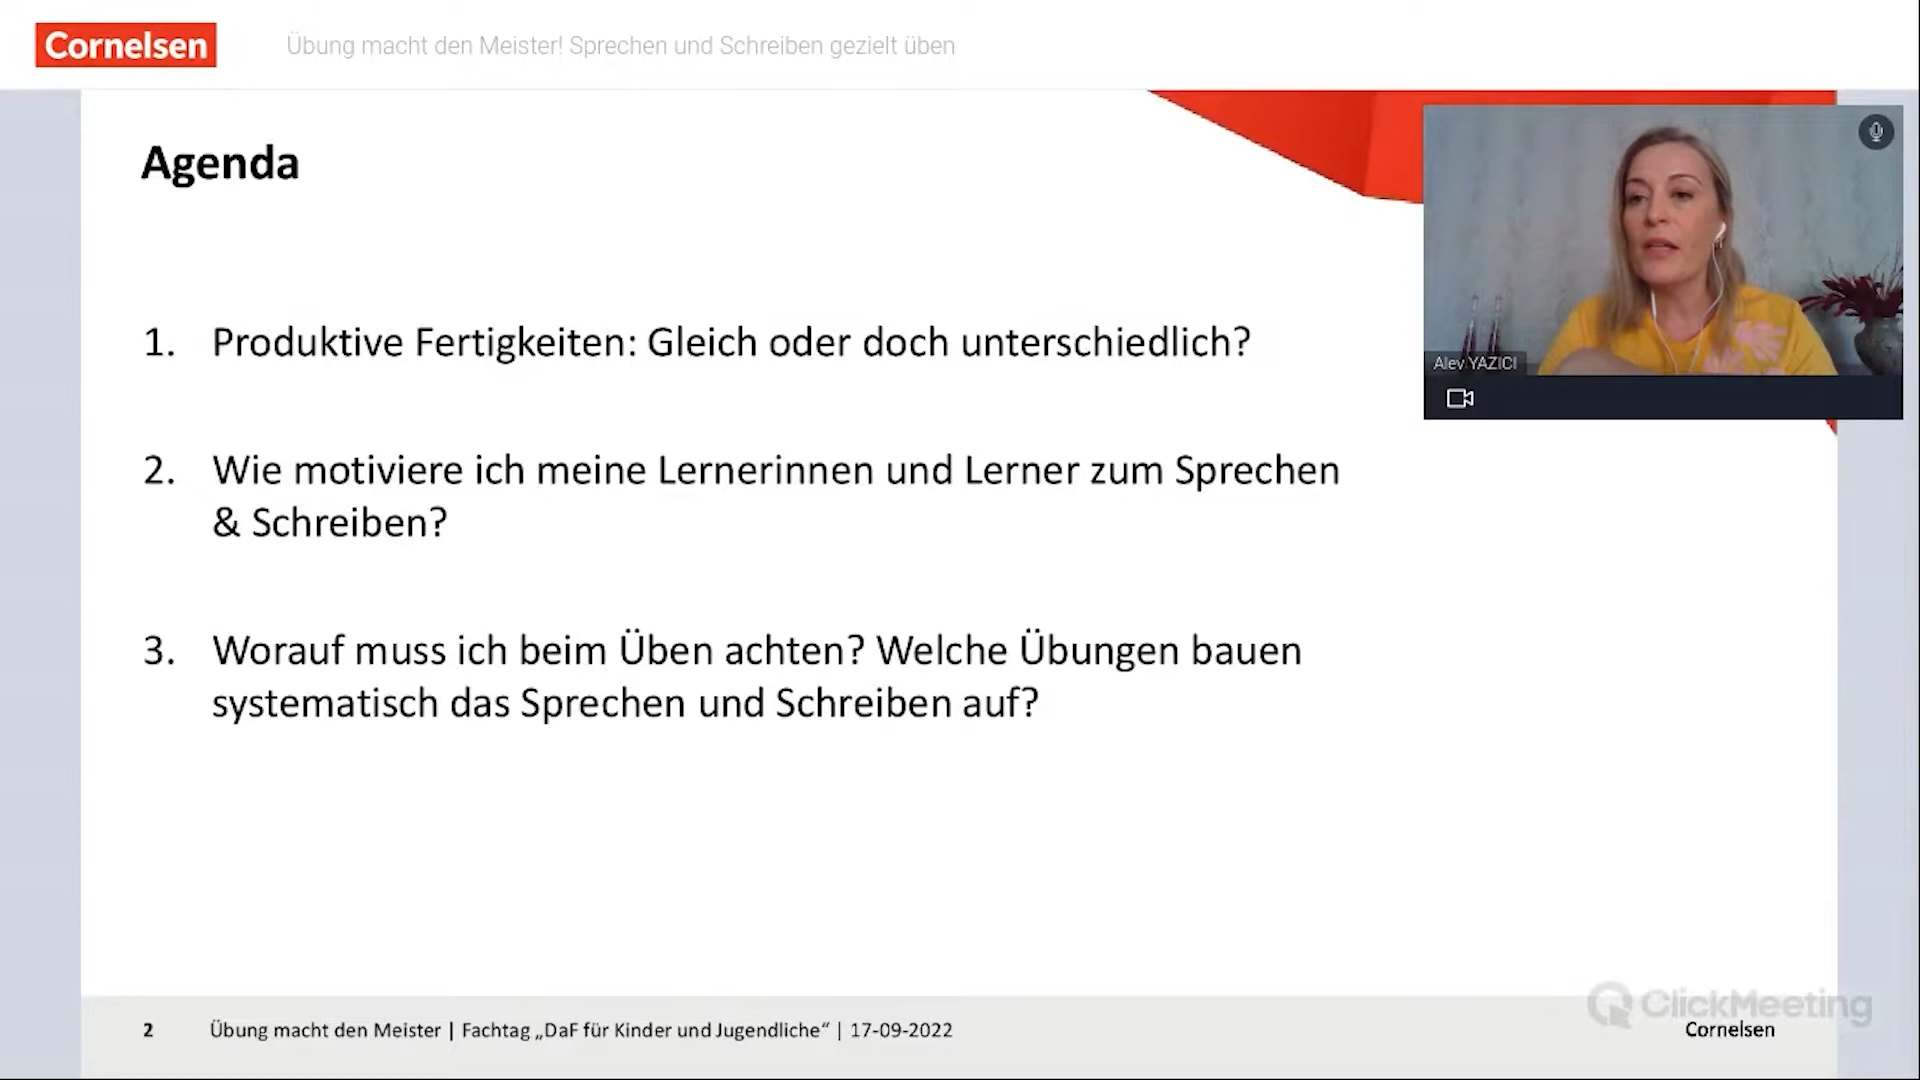 Cornelsen
Übung macht den Meister! Sprechen und Schreiben gezielt üben
Agenda
1. Produktive Fertigkeiten: Gleich oder doch unterschiedlich?
2. Wie motiviere ich meine Lernerinnen und Lerner zum Sprechen
& Schreiben?
3. Worauf muss ich beim Üben achten? Welche Übungen bauen
systematisch das Sprechen und Schreiben auf?
Alev YAZICI
ClickMeeting
2 Übung macht den Meister | Fachtag „DaF für Kinder und Jugendliche“ | 17-09-2022
Cornelsen